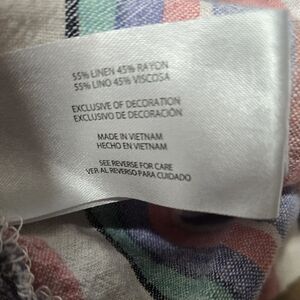 55% LINEN 45% RAYON
55% LINO 45% VISCOSA
EXCLUSIVE OF DECORATION
EXCLUSIVO DE DECORACIÓN
MADE IN VIETNAM
HECHO EN VIETNAM
SEE REVERSE FOR CARE
VER AL REVERSO PARA CUIDADO